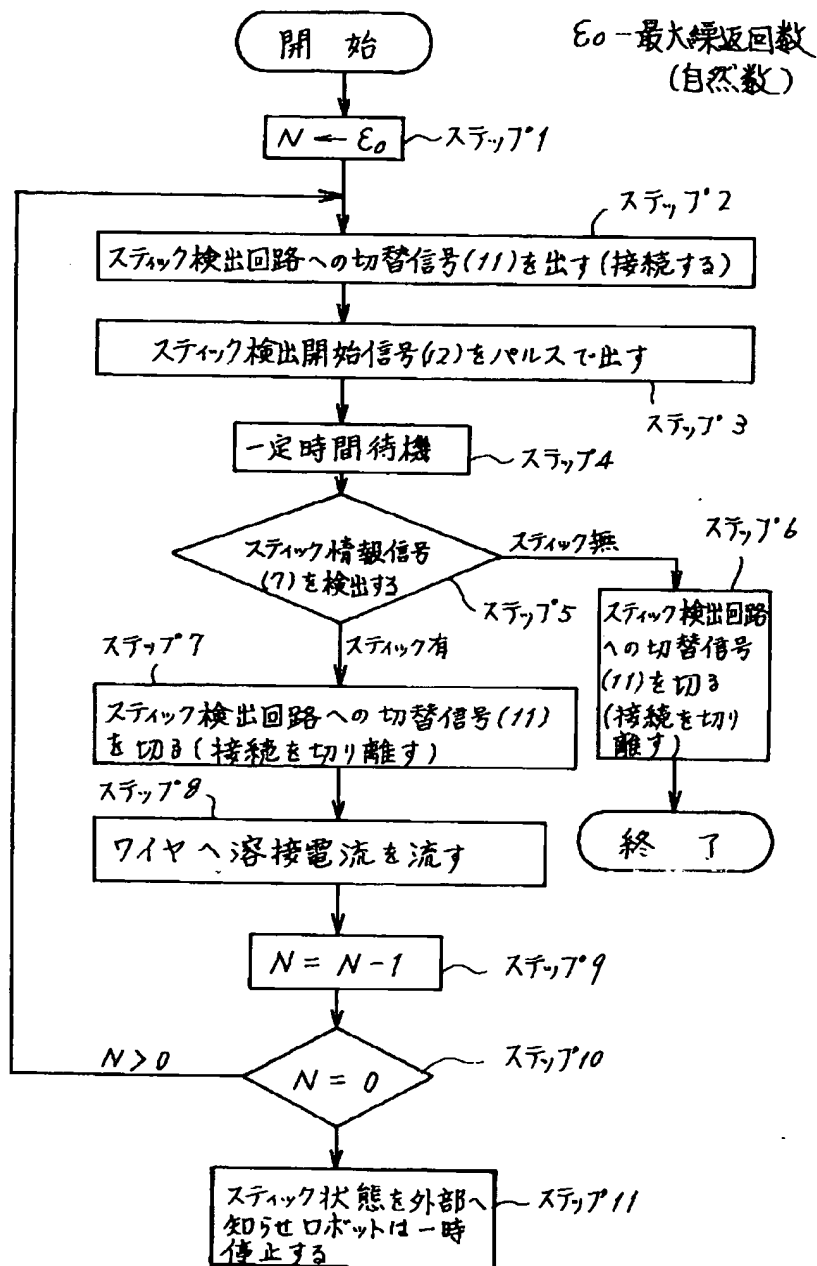 開始
εo－最大繰返回数
(自然数)
N ← εo
ステップ1
ステップ2
スティック検出回路への切替信号(11)を出す(接続する)
スティック検出開始信号(12)をパルスで出す
ステップ3
一定時間待機
ステップ4
スティック情報信号
(7)を検出する
スティック無
ステップ5
ステップ6
スティック検出回路
への切替信号
(11)を切る
(接続を切り
離す)
終了
スティック有
ステップ7
スティック検出回路への切替信号(11)
を切る(接続を切り離す)
ステップ8
ワイヤへ溶接電流を流す
N = N-1
ステップ9
N > 0
N = 0
ステップ10
スティック状態を外部へ
知らせロボットは一時
停止する
ステップ11